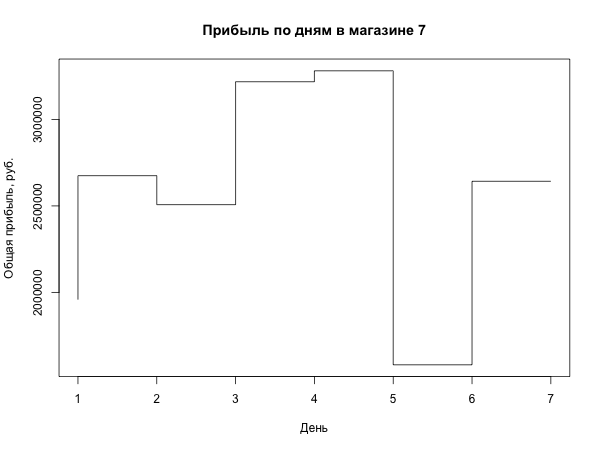 Прибыль по дням в магазине 7
Общая прибыль, руб.
3000000
2500000
2000000
1 2 3 4 5 6 7
День